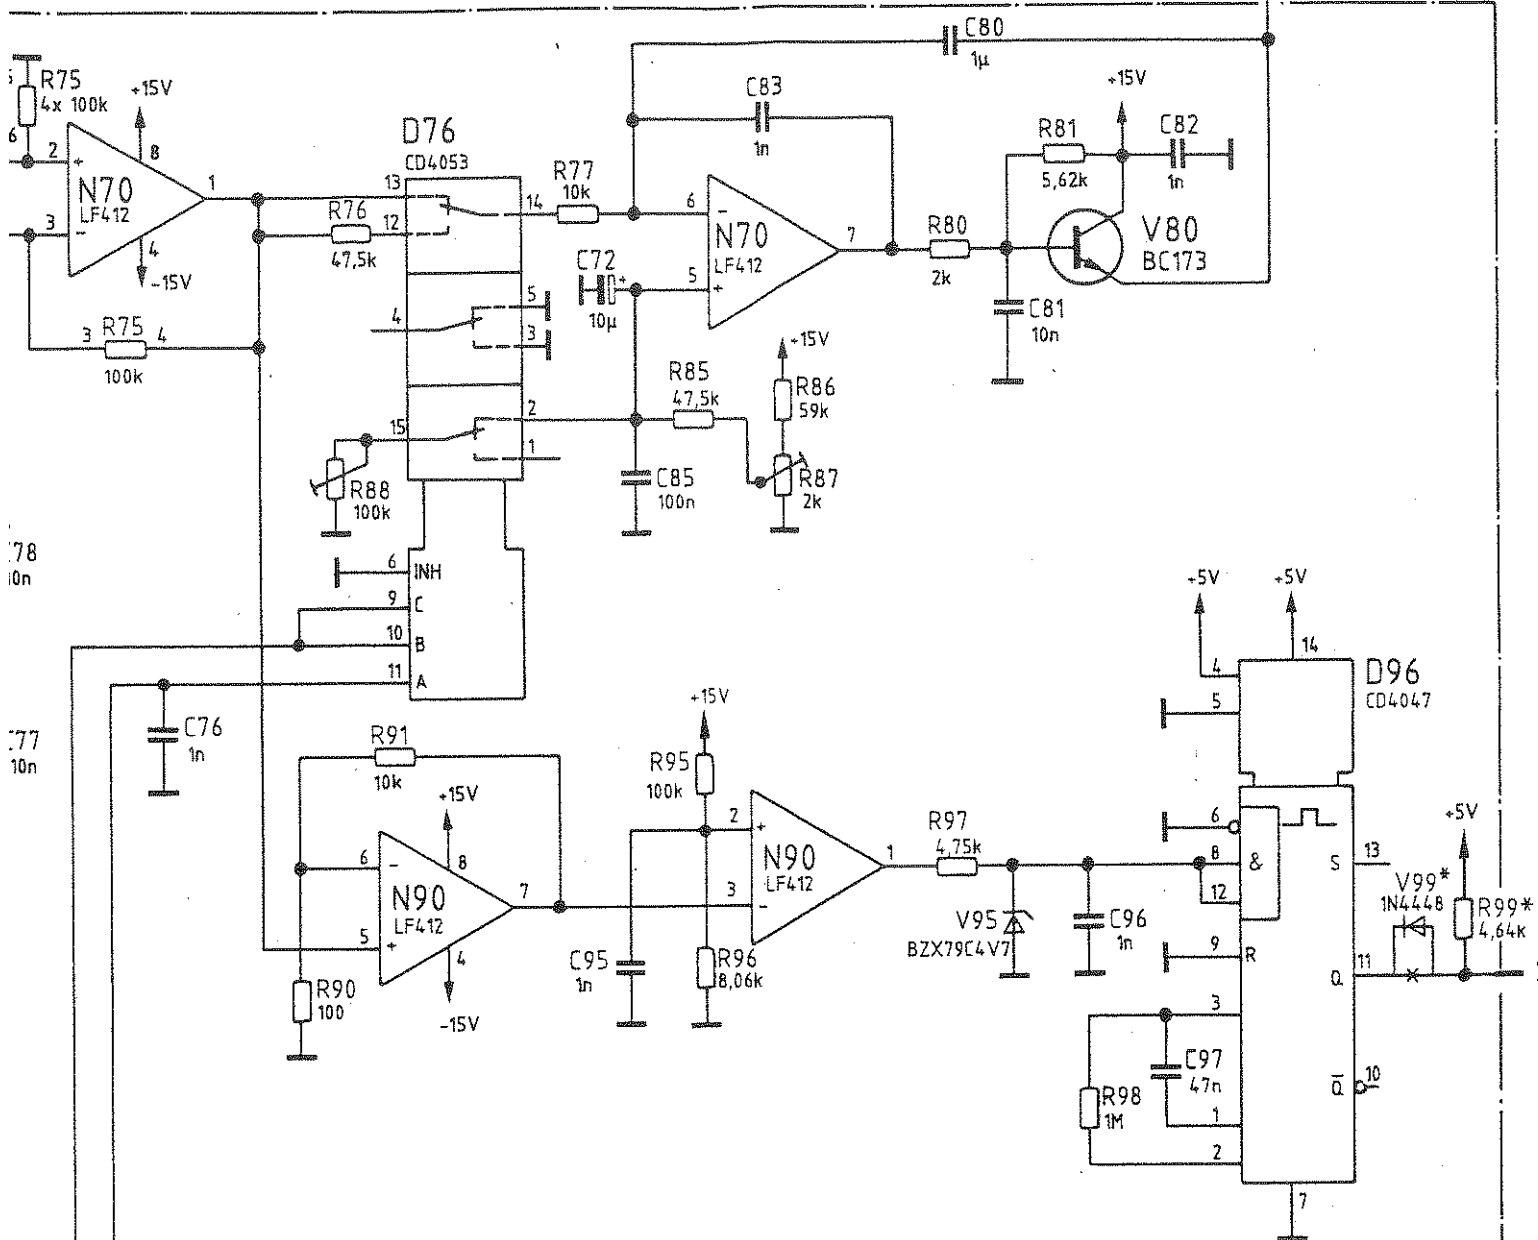 C80
1µ
R75
4x 100k
+15V
8
6
2
+
N70
LF412
1
3
-
4
-15V
3
R75
4
100k
D76
CD4053
13
14
12
R76
47,5k
5
4
3
2
15
1
R77
10k
C83
1n
6
-
N70
LF412
7
5
+
C72
+
10µ
R80
2k
R81
5,62k
+15V
C82
1n
V80
BC173
C81
10n
R85
47,5k
+15V
R86
59k
R87
2k
C85
100n
R88
100k
78
0n
6
INH
9
C
10
B
11
A
C76
1n
77
10n
R91
10k
+15V
8
6
-
N90
LF412
7
5
+
4
-15V
R90
100
+15V
R95
100k
2
+
N90
LF412
1
3
-
C95
1n
R96
8,06k
R97
4,75k
V95
BZX79C4V7
C96
1n
+5V
+5V
14
4
D96
CD4047
5
6
8
&
12
S
13
9
R
V99*
1N4448
+5V
R99*
4,64k
11
Q
3
C97
47n
R98
1M
1
2
Q̅
10
7